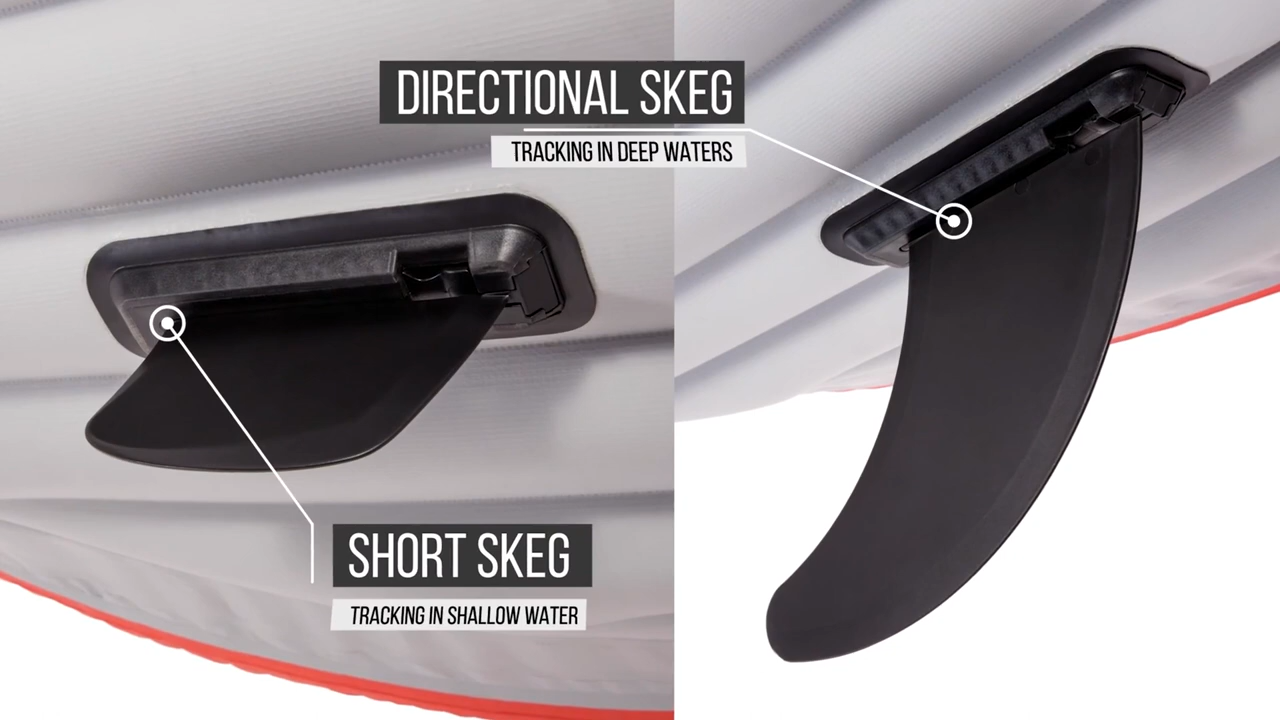 DIRECTIONAL SKEG
TRACKING IN DEEP WATERS
SHORT SKEG
TRACKING IN SHALLOW WATER